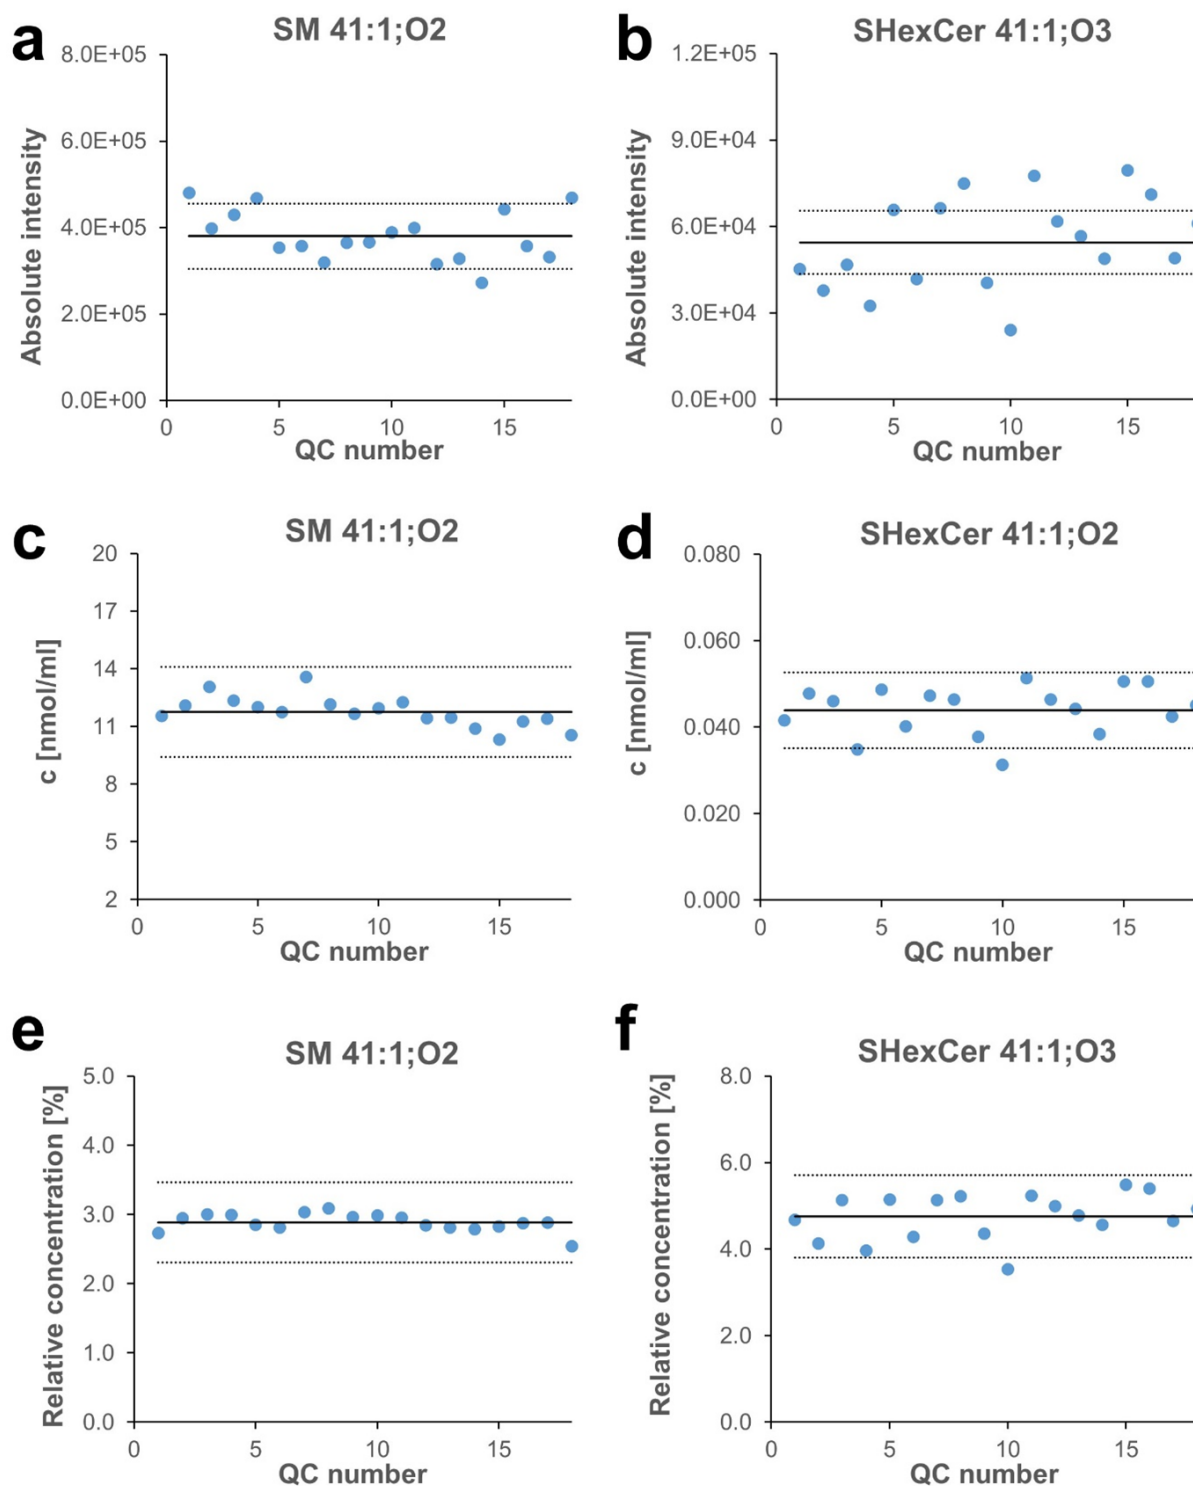 a
SM 41:1;O2
8.0E+05
6.0E+05
4.0E+05
2.0E+05
0.0E+00
Absolute intensity
0 5 10 15
QC number
b
SHexCer 41:1;O3
1.2E+05
9.0E+04
6.0E+04
3.0E+04
0.0E+00
Absolute intensity
0 5 10 15
QC number
c
SM 41:1;O2
20
17
14
11
8
5
2
c [nmol/ml]
0 5 10 15
QC number
d
SHexCer 41:1;O2
0.080
0.060
0.040
0.020
0.000
c [nmol/ml]
0 5 10 15
QC number
e
SM 41:1;O2
5.0
4.0
3.0
2.0
1.0
0.0
Relative concentration [%]
0 5 10 15
QC number
f
SHexCer 41:1;O3
8.0
6.0
4.0
2.0
0.0
Relative concentration [%]
0 5 10 15
QC number